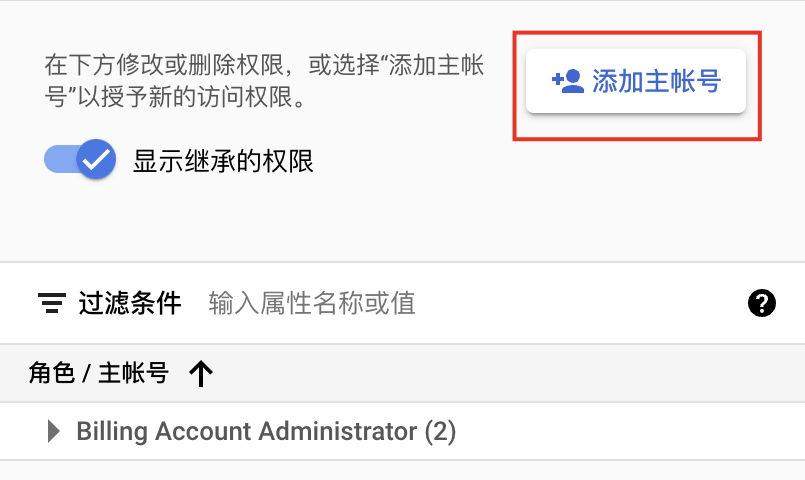 在下方修改或删除权限，或选择“添加主帐
号”以授予新的访问权限。
添加主帐号
显示继承的权限
过滤条件 输入属性名称或值
角色 / 主帐号
Billing Account Administrator (2)